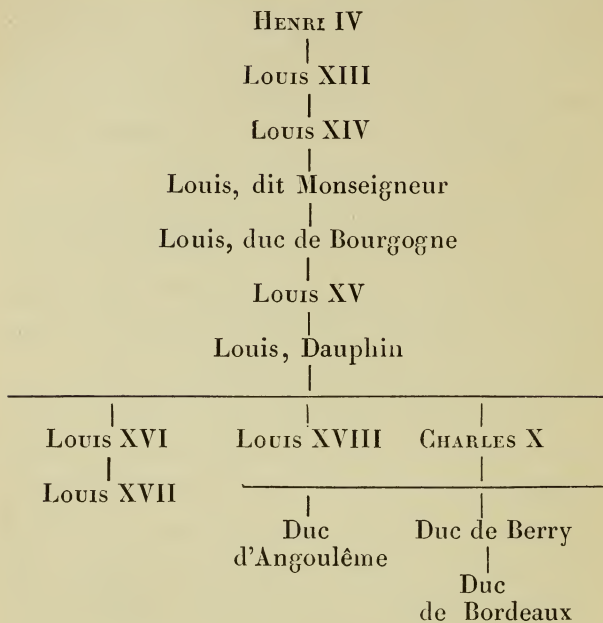 HENRI IV
LOUIS XIII
LOUIS XIV
Louis, dit Monseigneur
Louis, duc de Bourgogne
LOUIS XV
Louis, Dauphin
LOUIS XVI LOUIS XVIII CHARLES X
LOUIS XVII
Duc Duc de Berry
d'Angoulême
Duc
de Bordeaux